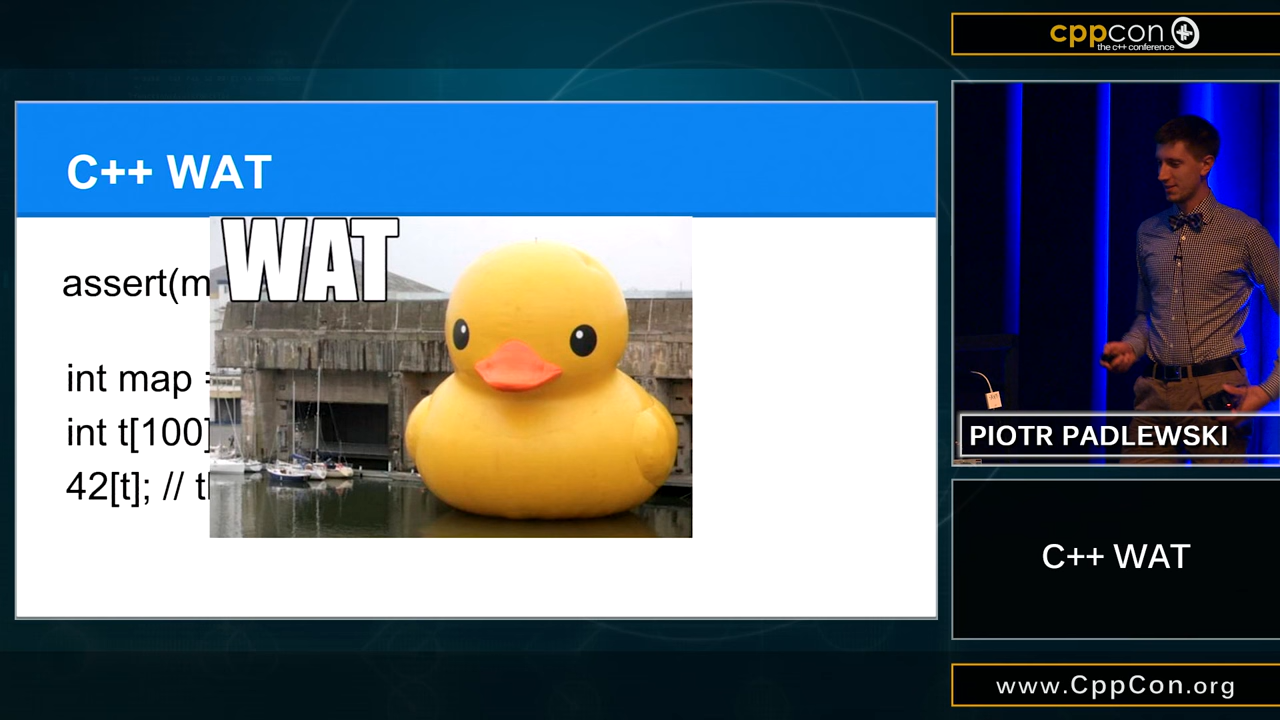 cppcon
the c++ conference
C++ WAT
WAT
assert(m
int map
int t[100]
42[t]; //
PIOTR PADLEWSKI
C++ WAT
www.CppCon.org